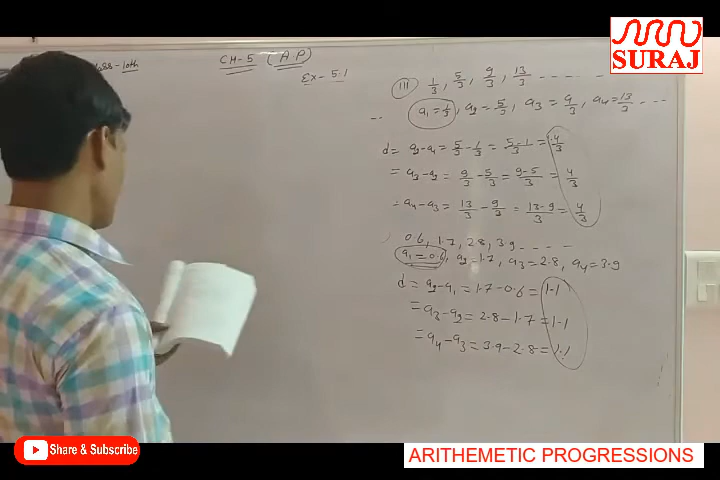 SURAJ
class-10th
CH-5 (AP)
Ex-5.1
III 1/3, 5/3, 9/3, 13/3 ......
a₁=1/3, a₂=5/3, a₃=9/3, a₄=13/3 ...
d= a₂-a₁ = 5/3 - 1/3 = 5-1/3 = 4/3
= a₃-a₂ = 9/3 - 5/3 = 9-5/3 = 4/3
= a₄-a₃ = 13/3 - 9/3 = 13-9/3 = 4/3
0.6, 1.7, 2.8, 3.9 ....
a₁=0.6, a₂=1.7, a₃=2.8, a₄=3.9
d= a₂-a₁ = 1.7-0.6 = 1.1
= a₃-a₂ = 2.8-1.7 = 1.1
= a₄-a₃ = 3.9-2.8 = 1.1
Share & Subscribe
ARITHEMETIC PROGRESSIONS